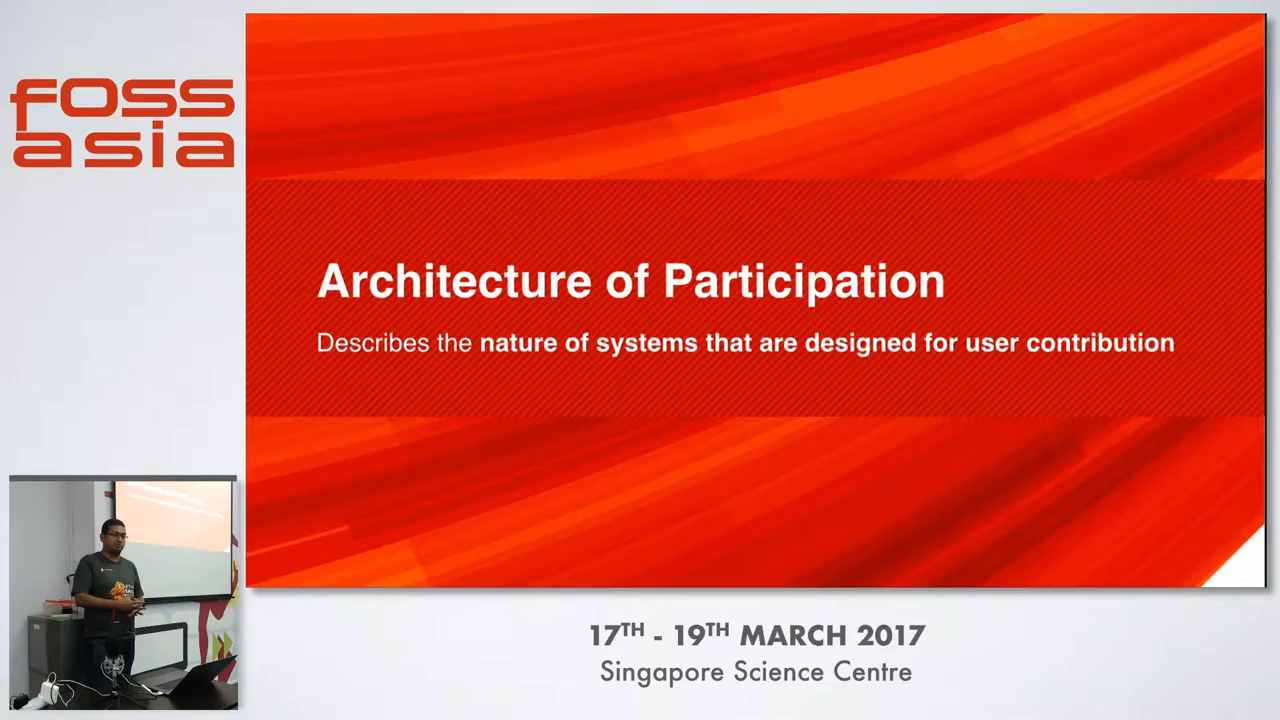 foss
asia
Architecture of Participation
Describes the nature of systems that are designed for user contribution
17TH - 19TH MARCH 2017
Singapore Science Centre